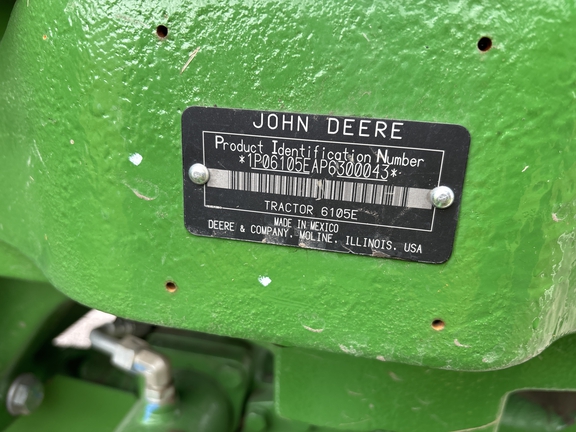 JOHN DEERE
Product Identification Number
*1P06105EAP6300043*
TRACTOR 6105E
MADE IN MEXICO
DEERE & COMPANY, MOLINE, ILLINOIS, USA